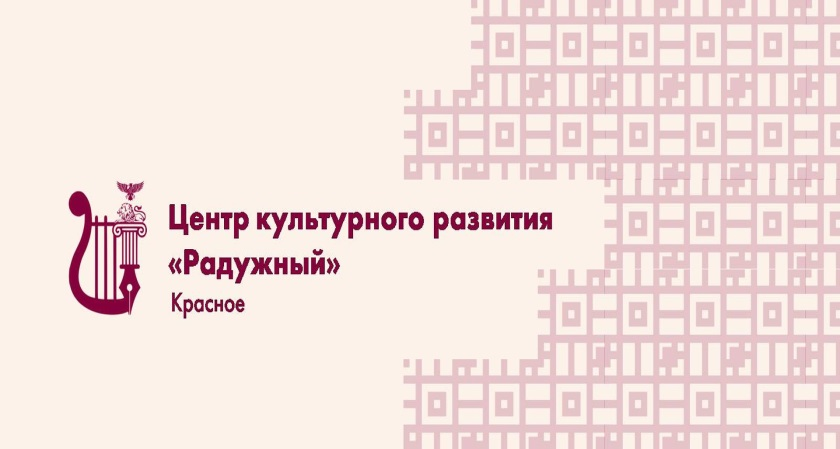 Центр культурного развития
«Радужный»
Красное